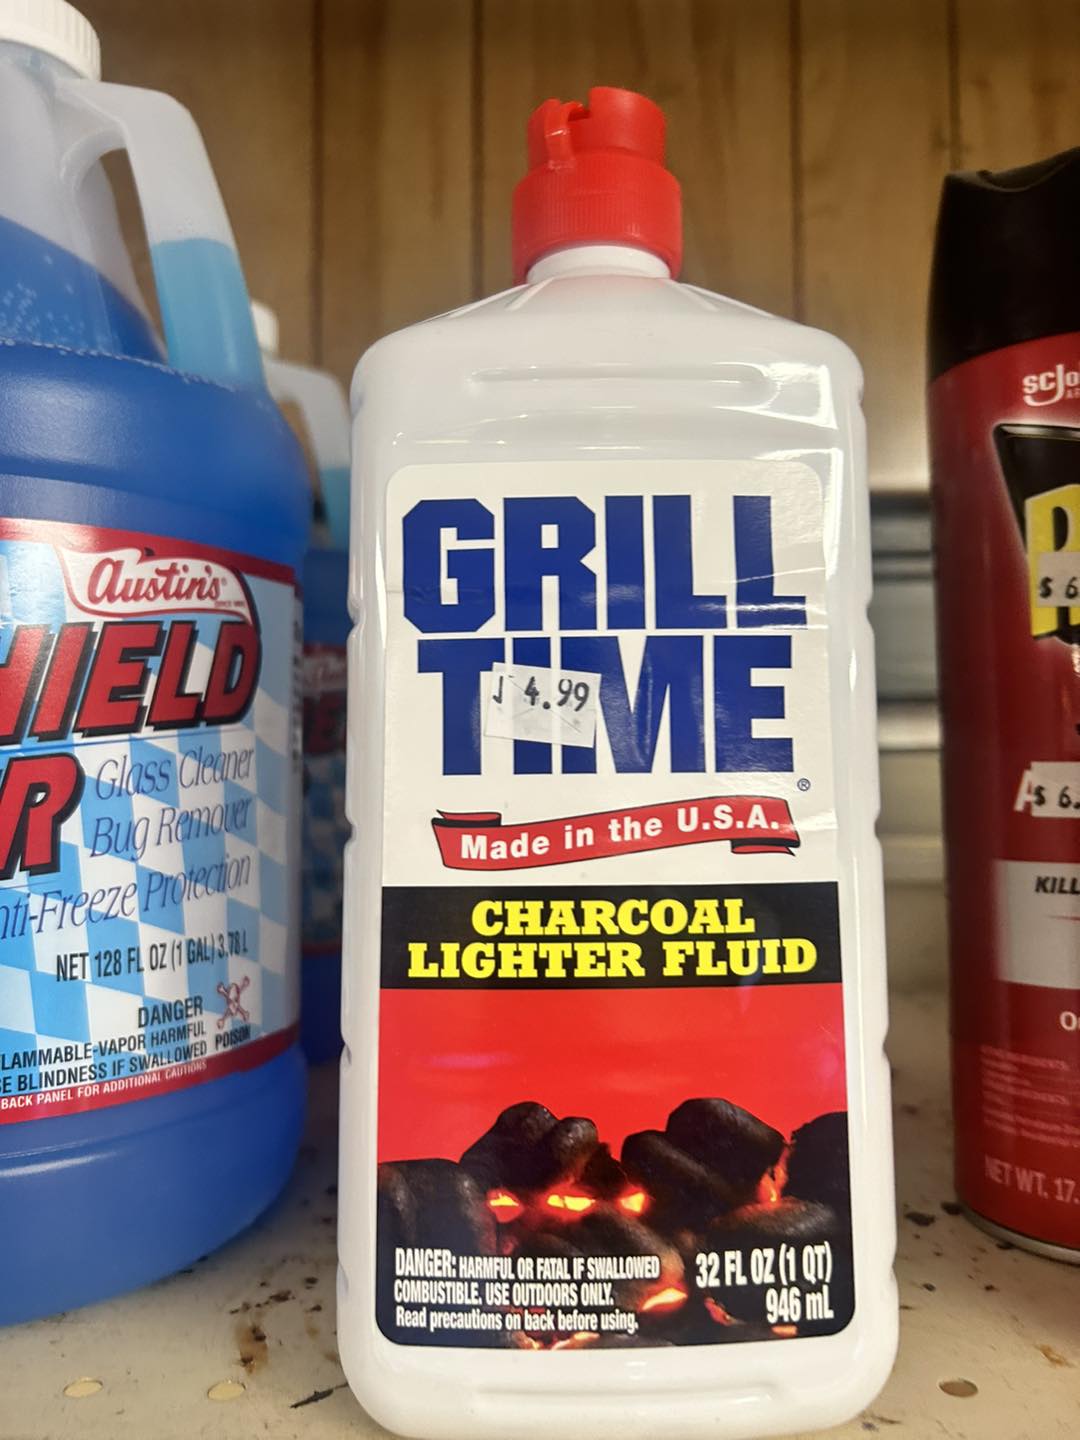 GRILL
TIME
4.99
®
Made in the U.S.A.
CHARCOAL
LIGHTER FLUID
DANGER: HARMFUL OR FATAL IF SWALLOWED
COMBUSTIBLE. USE OUTDOORS ONLY.
Read precautions on back before using.
32 FL OZ (1 QT)
946 mL
Austin's
HIELD
R
Glass Cleaner
Bug Remover
nti-Freeze Protection
NET 128 FL OZ (1 GAL) 3.78 L
DANGER
POISON
LAMMABLE-VAPOR HARMFUL
SE BLINDNESS IF SWALLOWED
BACK PANEL FOR ADDITIONAL CAUTIONS
scJo
$ 6
$ 6.
KILL
NET WT. 17.